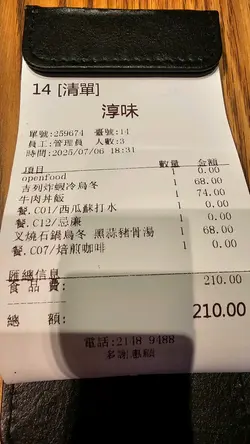 14 [清單]
淳味
單號:259674 臺號:14
員工:管理員 人數:3
時間:2025/07/06 18:31
項目 數量 金額
openfood 1 0.00
吉列炸蝦冷烏冬 1 68.00
牛肉丼飯 1 74.00
餐.C01/西瓜梳打水 1 0.00
餐.C12/忌廉 1 0.00
叉燒石鍋烏冬 黑蒜豬骨湯 1 68.00
餐.C07/焙煎咖啡 1 0.00
匯總信息
食品費: 210.00
總額: 210.00
電話:2148 9488
多謝惠顧